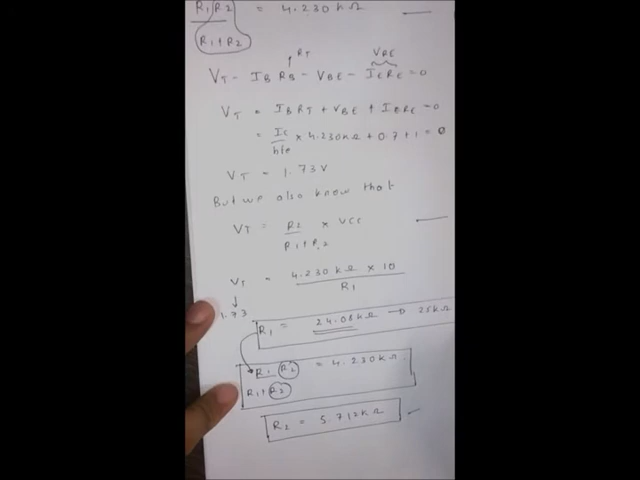 R1 R2 / R1 + R2 = 4.230 kΩ
RT
VRE
VT - IB RB - VBE - IERE = 0
VT = IB RT + VBE + IERE = 0
= Ic / hfe × 4.230kΩ + 0.7 + 1 = 0
VT = 1.73V
But we also know that
VT = R2 / R1 + R2 × VCC
VT = 4.230 kΩ × 10 / R1
1.73
R1 = 24.08kΩ → 25kΩ
R1 R2 / R1 + R2 = 4.230 kΩ.
R2 = 5.712kΩ